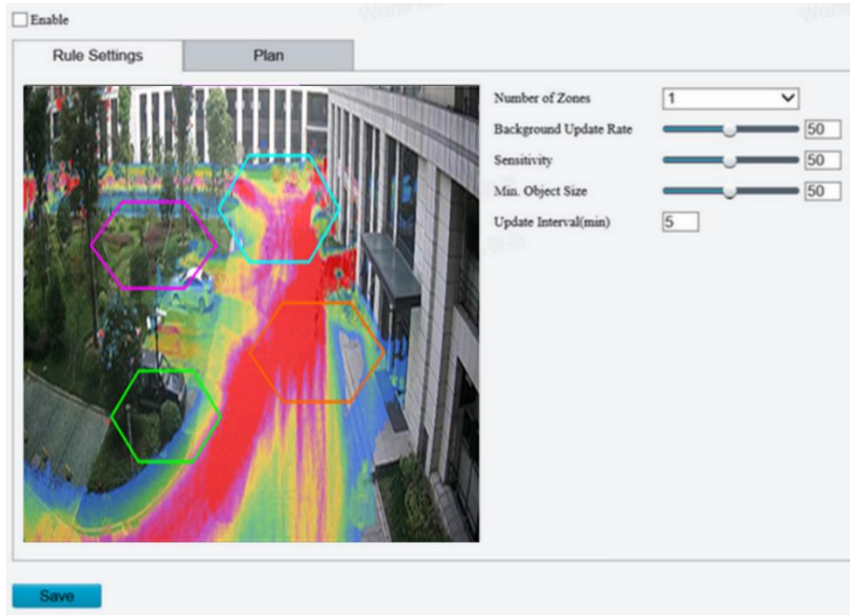 Enable
Rule Settings
Plan
Number of Zones 1
Background Update Rate 50
Sensitivity 50
Min. Object Size 50
Update Interval(min) 5
Save